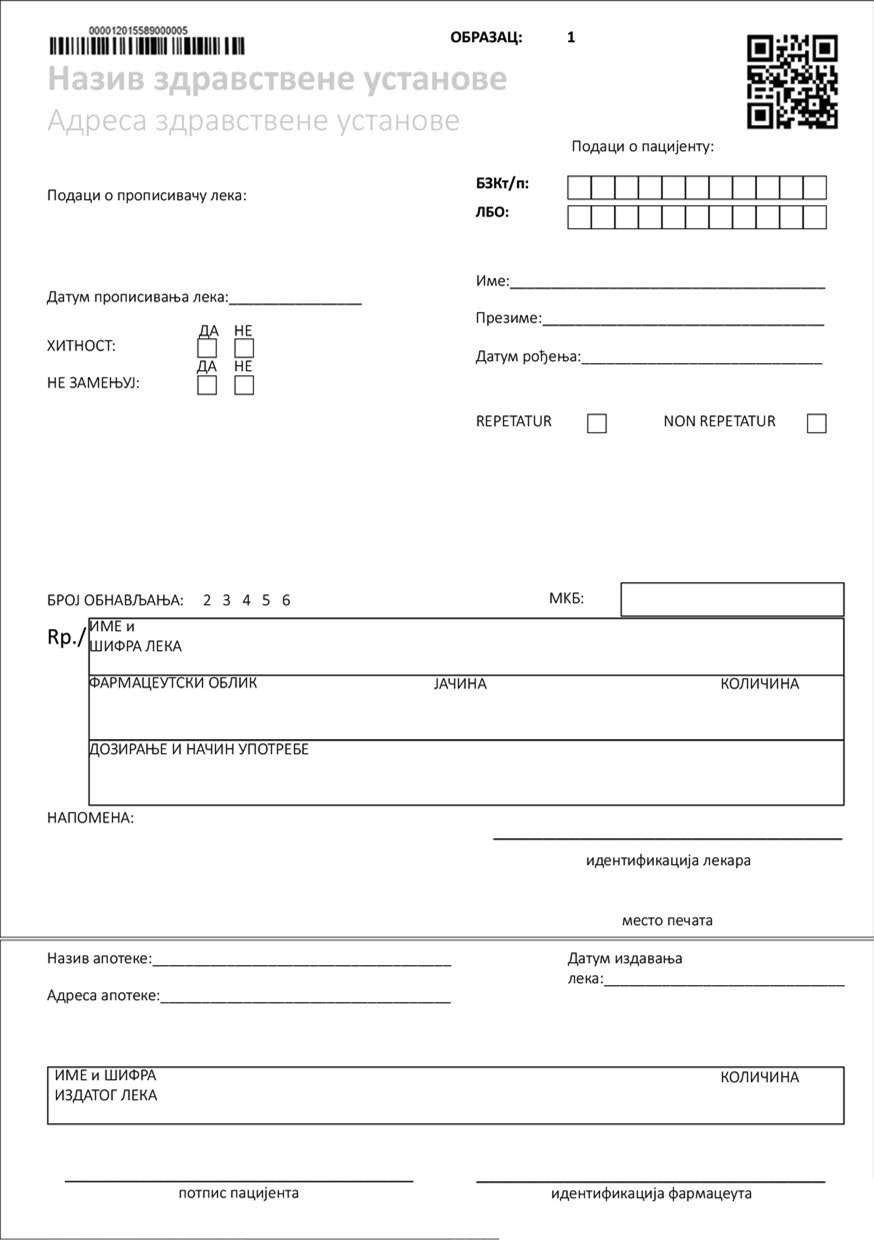 000012015589000005
ОБРАЗАЦ: 1
Назив здравствене установе
Адреса здравствене установе
Подаци о пацијенту:
Подаци о прописивачу лека:
БЗКт/п:
ЛБО:
Датум прописивања лека:
Име:
Презиме:
Датум рођења:
ДА НЕ
ХИТНОСТ:
ДА НЕ
НЕ ЗАМЕЊУЈ:
REPETATUR NON REPETATUR
БРОЈ ОБНАВЉАЊА: 2 3 4 5 6 МКБ:
Rp./
ИМЕ и
ШИФРА ЛЕКА
ФАРМАЦЕУТСКИ ОБЛИК ЈАЧИНА КОЛИЧИНА
ДОЗИРАЊЕ И НАЧИН УПОТРЕБЕ
НАПОМЕНА:
идентификација лекара
место печата
Назив апотеке:
Адреса апотеке:
Датум издавања
лека:
ИМЕ и ШИФРА КОЛИЧИНА
ИЗДАТОГ ЛЕКА
потпис пацијента идентификација фармацеута